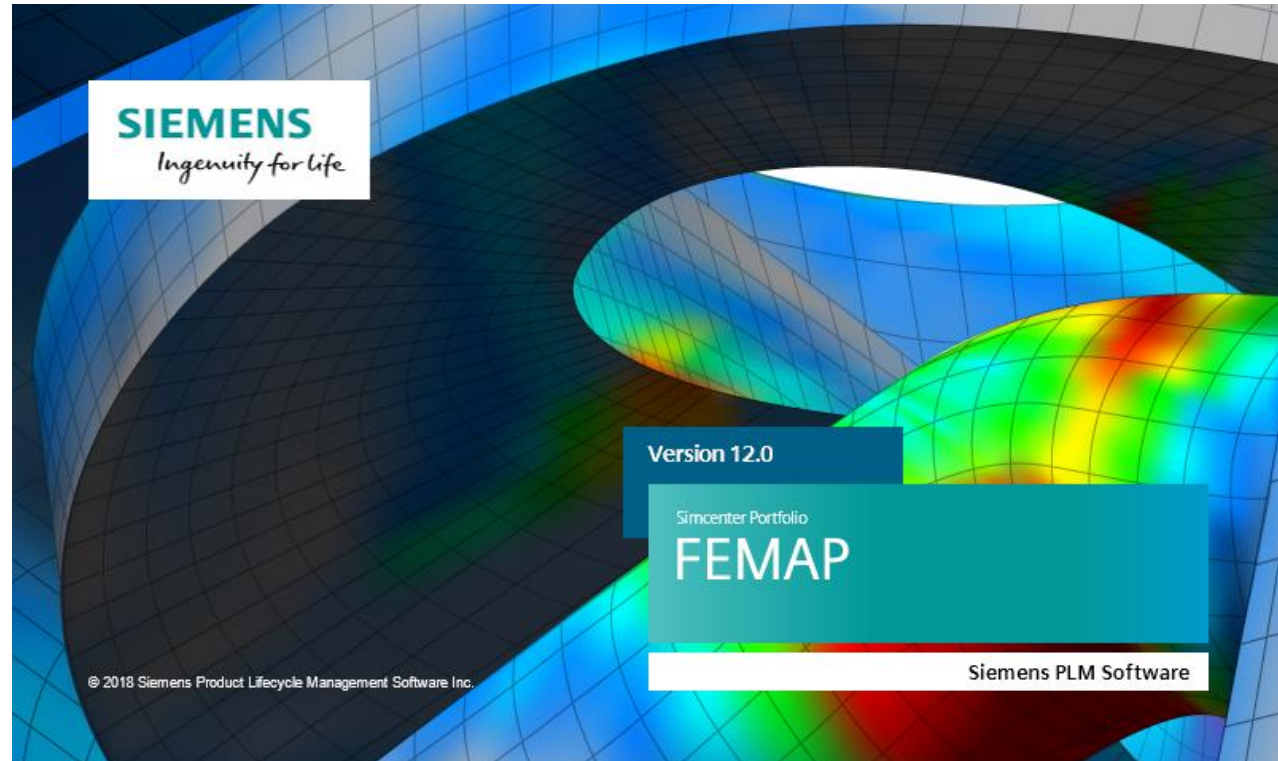 SIEMENS
Ingenuity for life
Version 12.0
Simcenter Portfolio
FEMAP
Siemens PLM Software
© 2018 Siemens Product Lifecycle Management Software Inc.